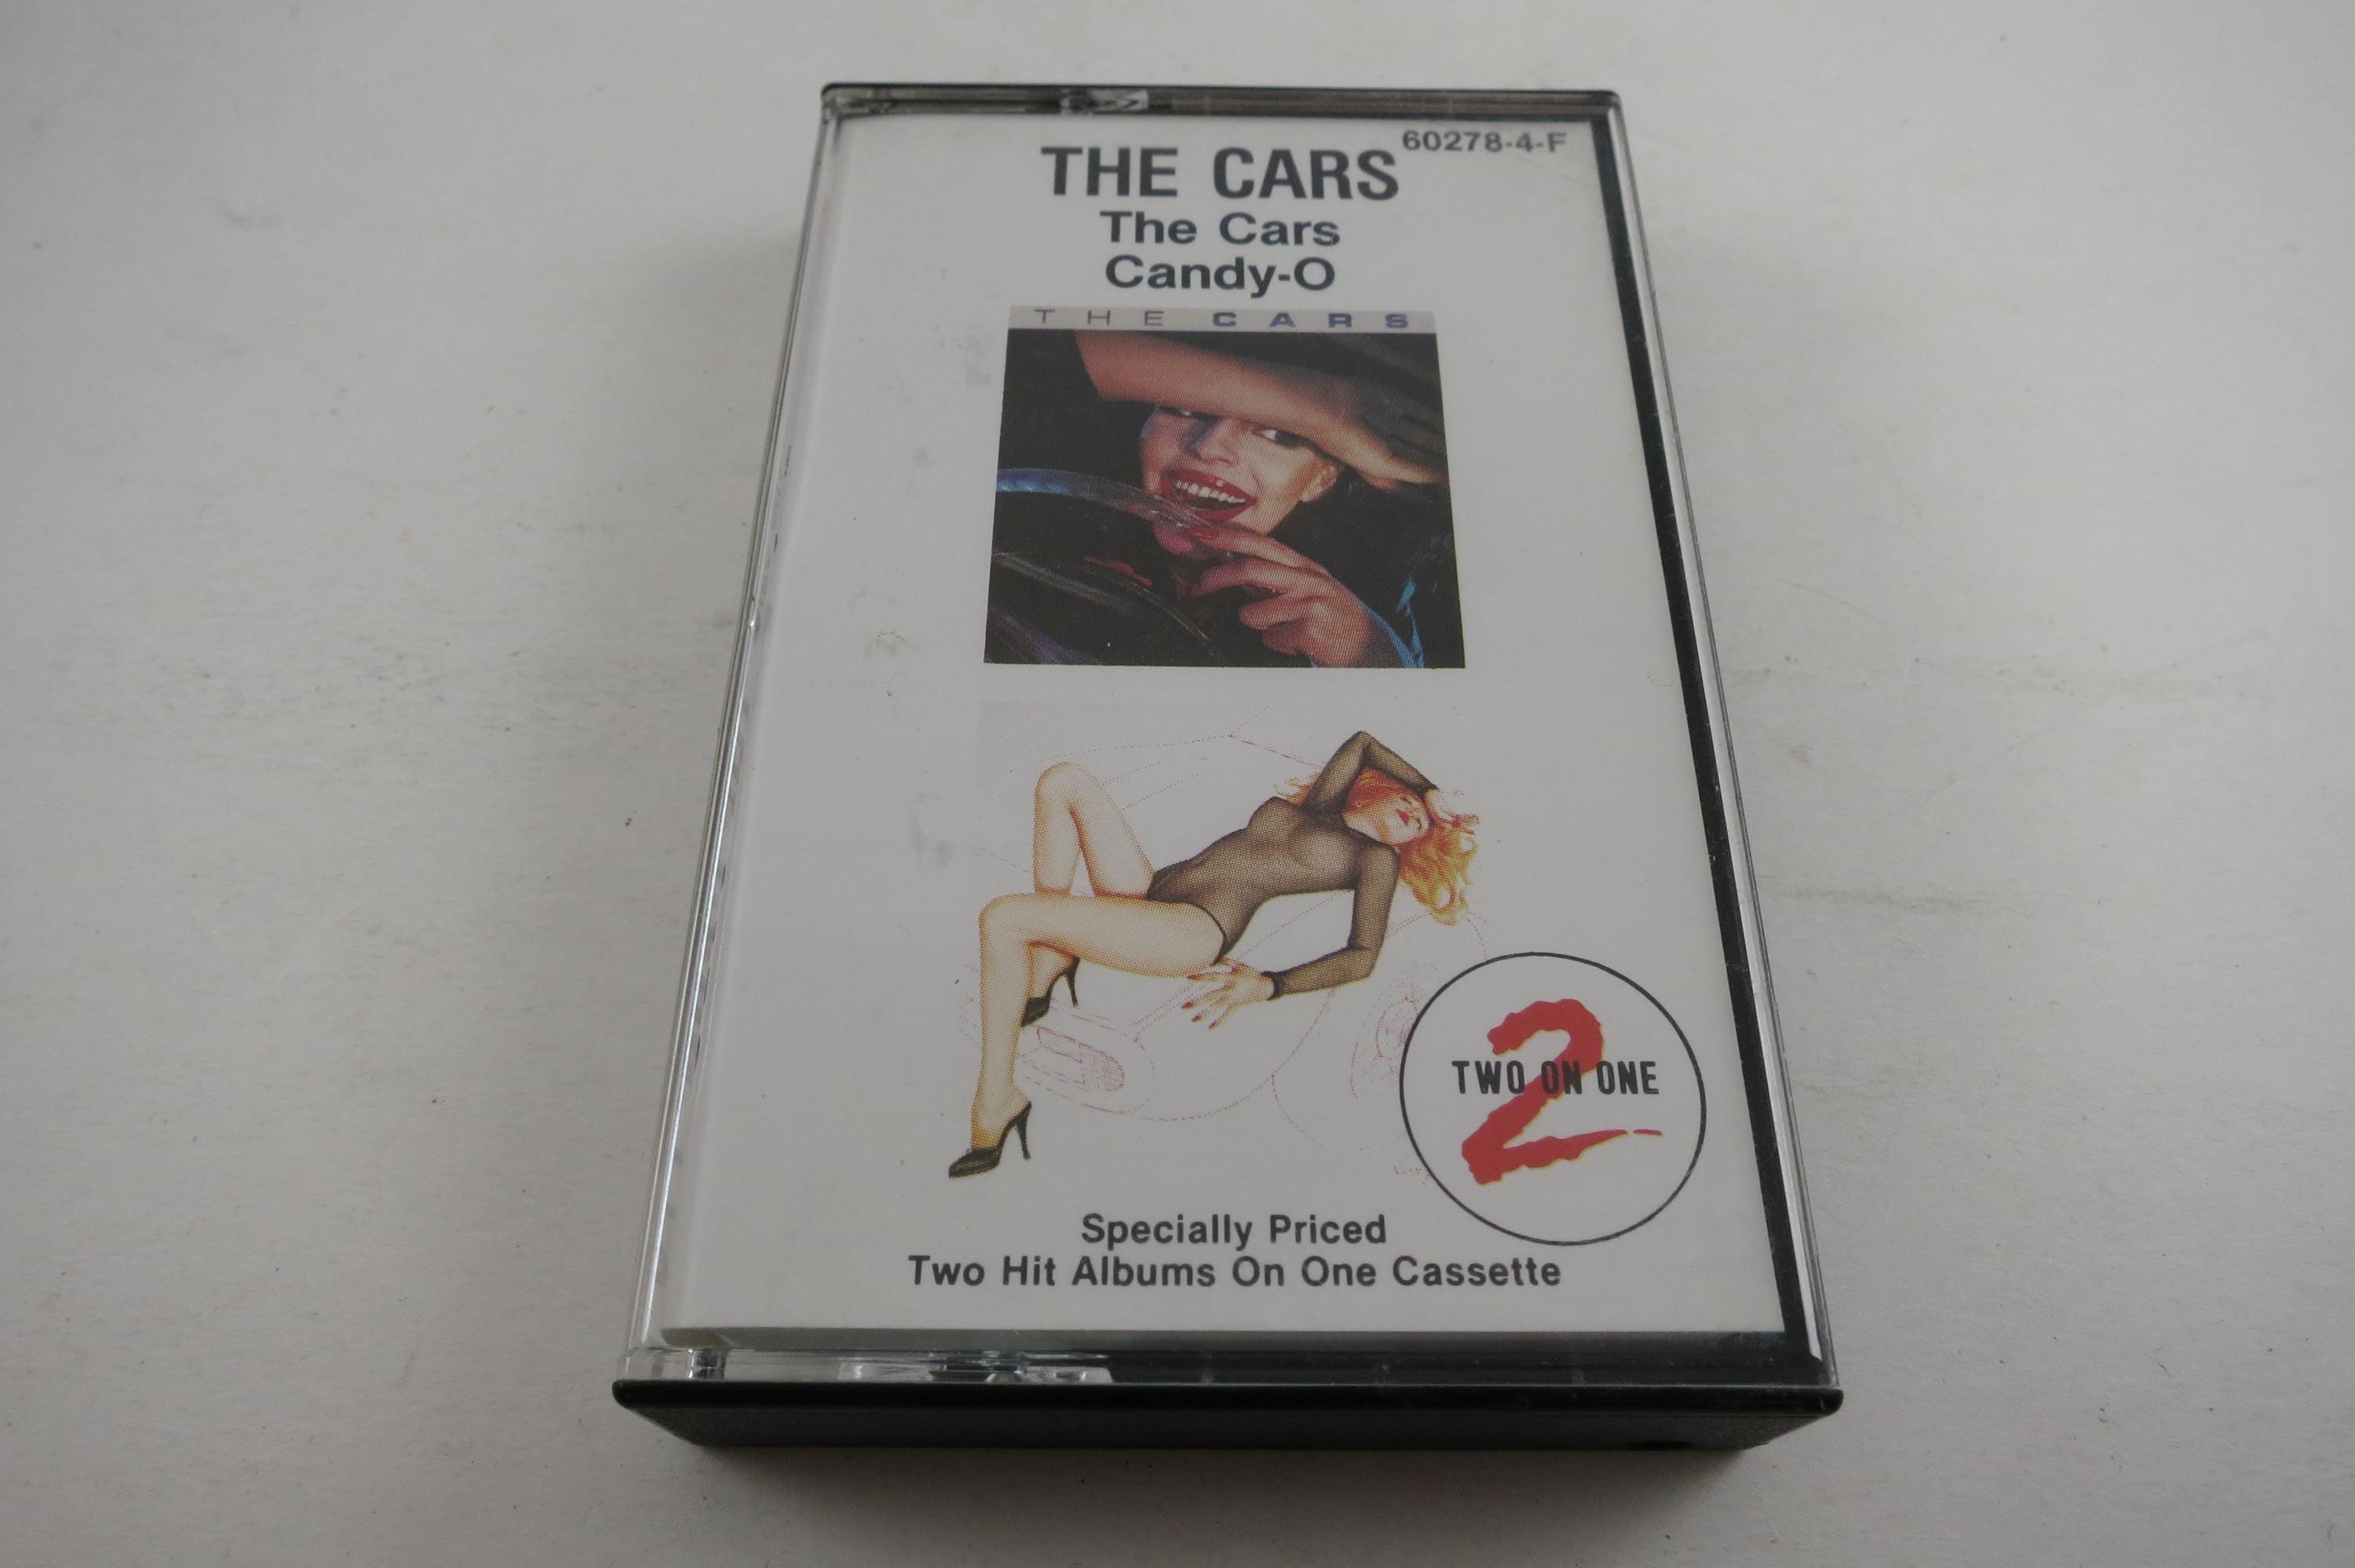 60278-4-F
THE CARS
The Cars
Candy-O
THE CARS
2
TWO ON ONE
Specially Priced
Two Hit Albums On One Cassette